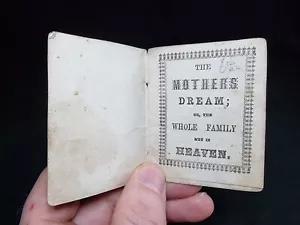 THE
MOTHERS
DREAM;
OR, THE
WHOLE FAMILY
MET IN
HEAVEN.